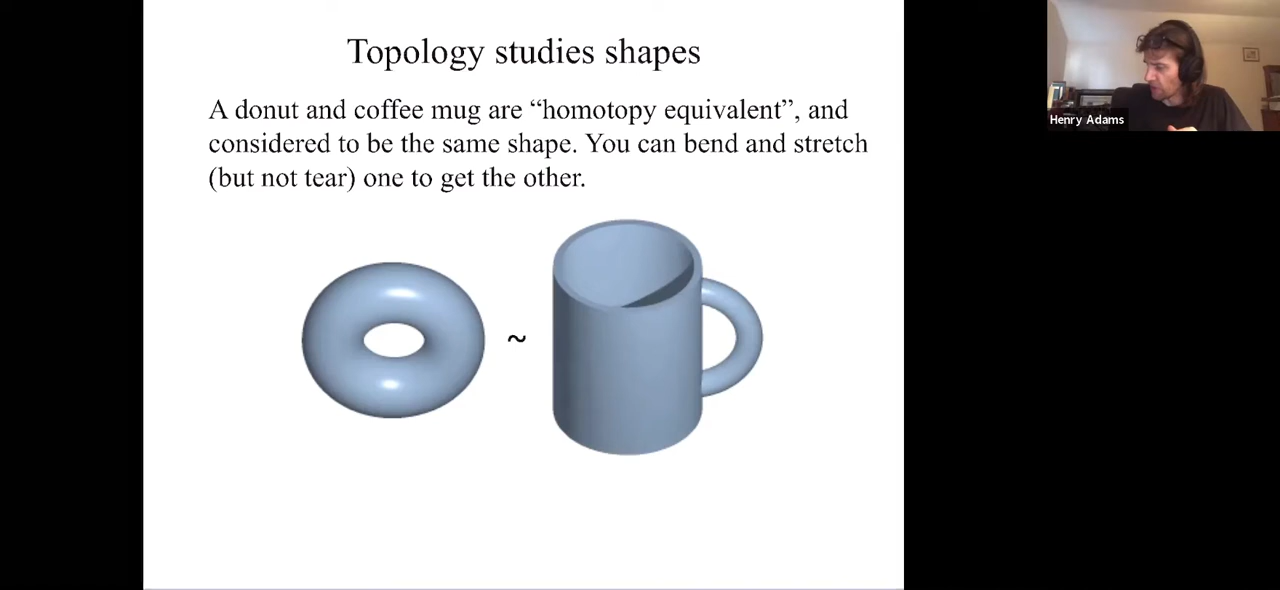 Topology studies shapes
A donut and coffee mug are “homotopy equivalent”, and
considered to be the same shape. You can bend and stretch
(but not tear) one to get the other.
~
Henry Adams